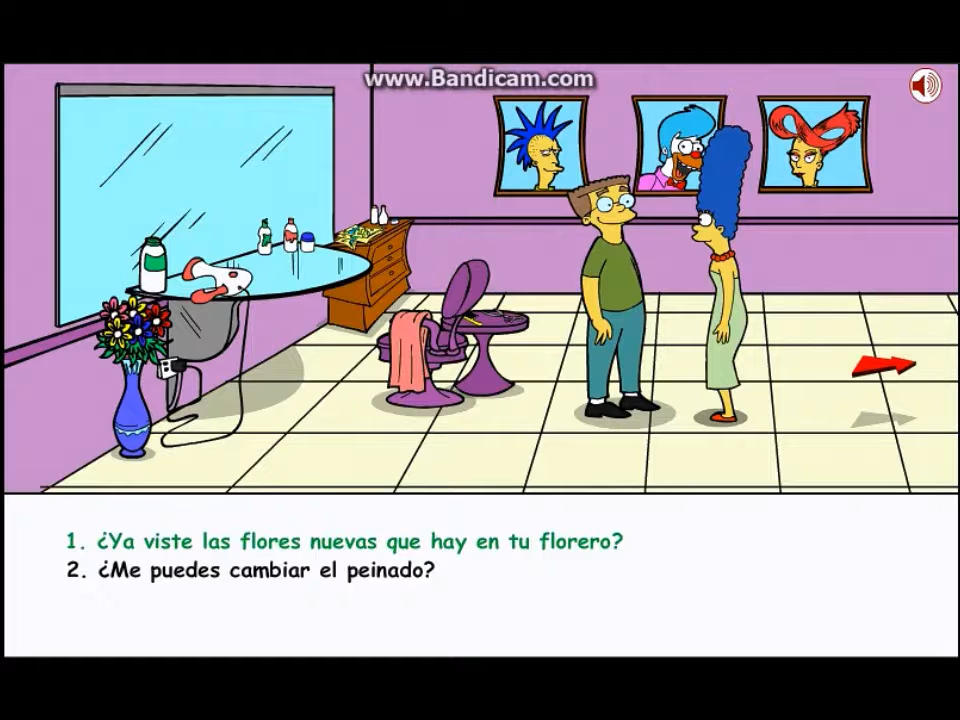 www.Bandicam.com
1. ¿Ya viste las flores nuevas que hay en tu florero?
2. ¿Me puedes cambiar el peinado?